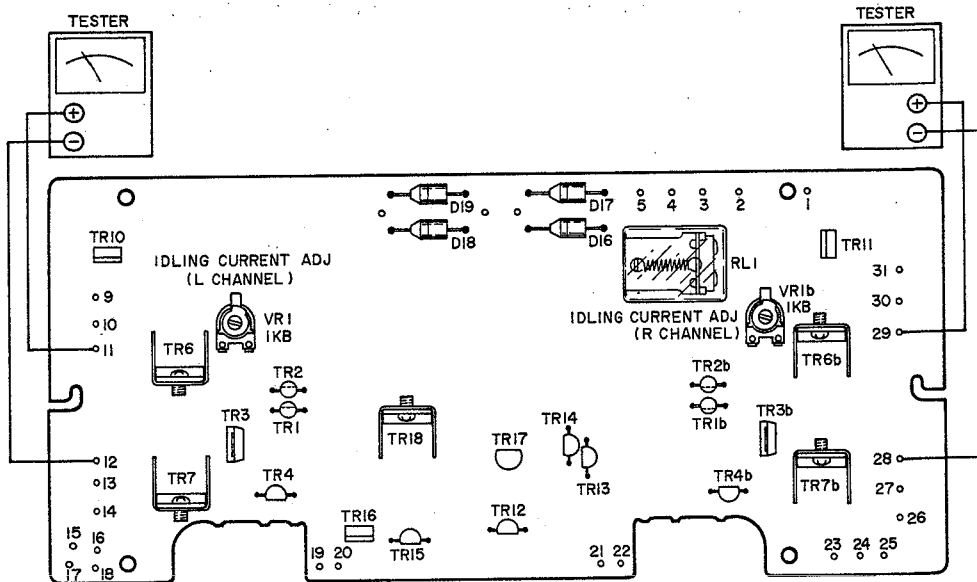 TESTER
TESTER
+
-
+
-
D19
D17
5 4 3 2 1
D18
D16
TR10
TR11
IDLING CURRENT ADJ
(L CHANNEL)
RL1
31
9
VR1b
1KB
30
10
VR1
1KB
IDLING CURRENT ADJ
(R CHANNEL)
29
11
TR6
TR6b
TR2
TR2b
TR3
TR1
TR18
TR14
TR1b
TR3b
TR17
12
28
13
TR7
TR4
TR13
TR4b
TR7b
27
14
26
TR16
TR12
15 16
TR15
17 18
19 20
21 22
23 24 25